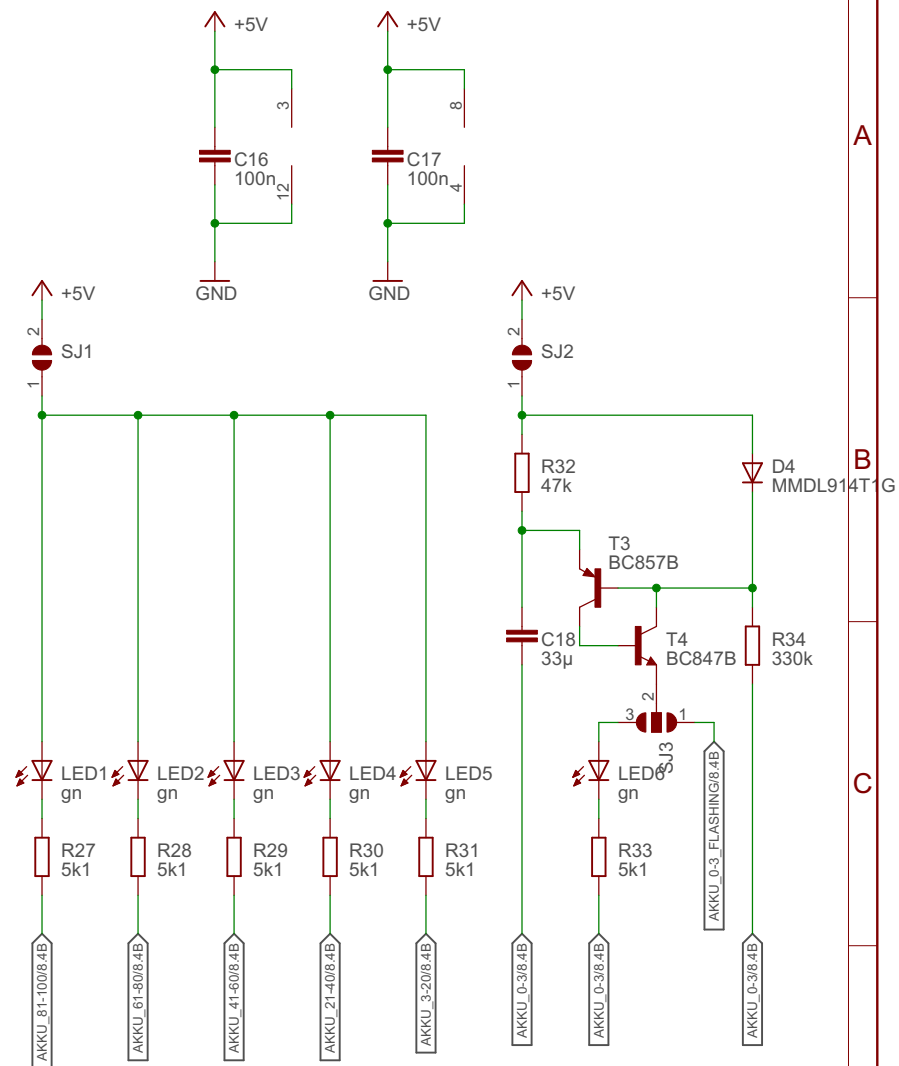 +5V
+5V
3
8
A
C16
100n
C17
100n
12
4
GND
GND
+5V
+5V
2
SJ1
1
2
SJ2
1
R32
47k
B
D4
MMDL914T1G
T3
BC857B
C18
33µ
T4
BC847B
R34
330k
2
3
1
SJ3
LED1
gn
LED2
gn
LED3
gn
LED4
gn
LED5
gn
LED6
gn
C
R27
5k1
R28
5k1
R29
5k1
R30
5k1
R31
5k1
R33
5k1
AKKU_0-3_FLASHING/8.4B
AKKU_81-100/8.4B
AKKU_61-80/8.4B
AKKU_41-60/8.4B
AKKU_21-40/8.4B
AKKU_3-20/8.4B
AKKU_0-3/8.4B
AKKU_0-3/8.4B
AKKU_0-3/8.4B